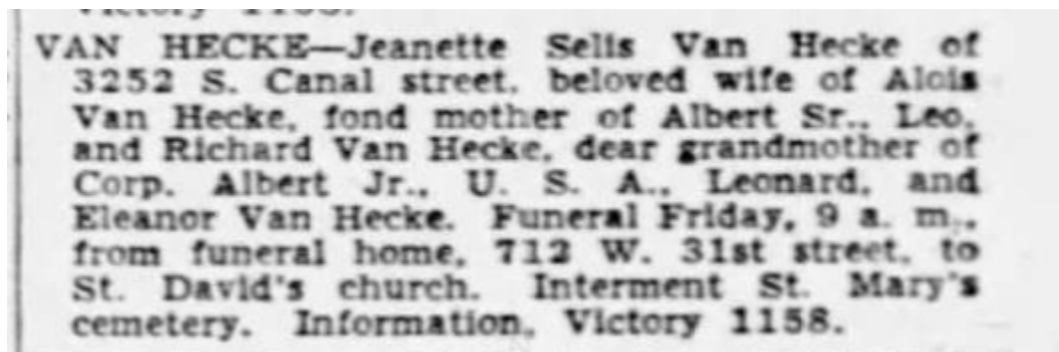 VAN HECKE—Jeanette Selis Van Hecke of
3252 S. Canal street, beloved wife of Alois
Van Hecke, fond mother of Albert Sr., Leo,
and Richard Van Hecke, dear grandmother of
Corp. Albert Jr., U. S. A., Leonard, and
Eleanor Van Hecke. Funeral Friday, 9 a. m.,
from funeral home, 712 W. 31st street, to
St. David's church. Interment St. Mary's
cemetery. Information, Victory 1158.